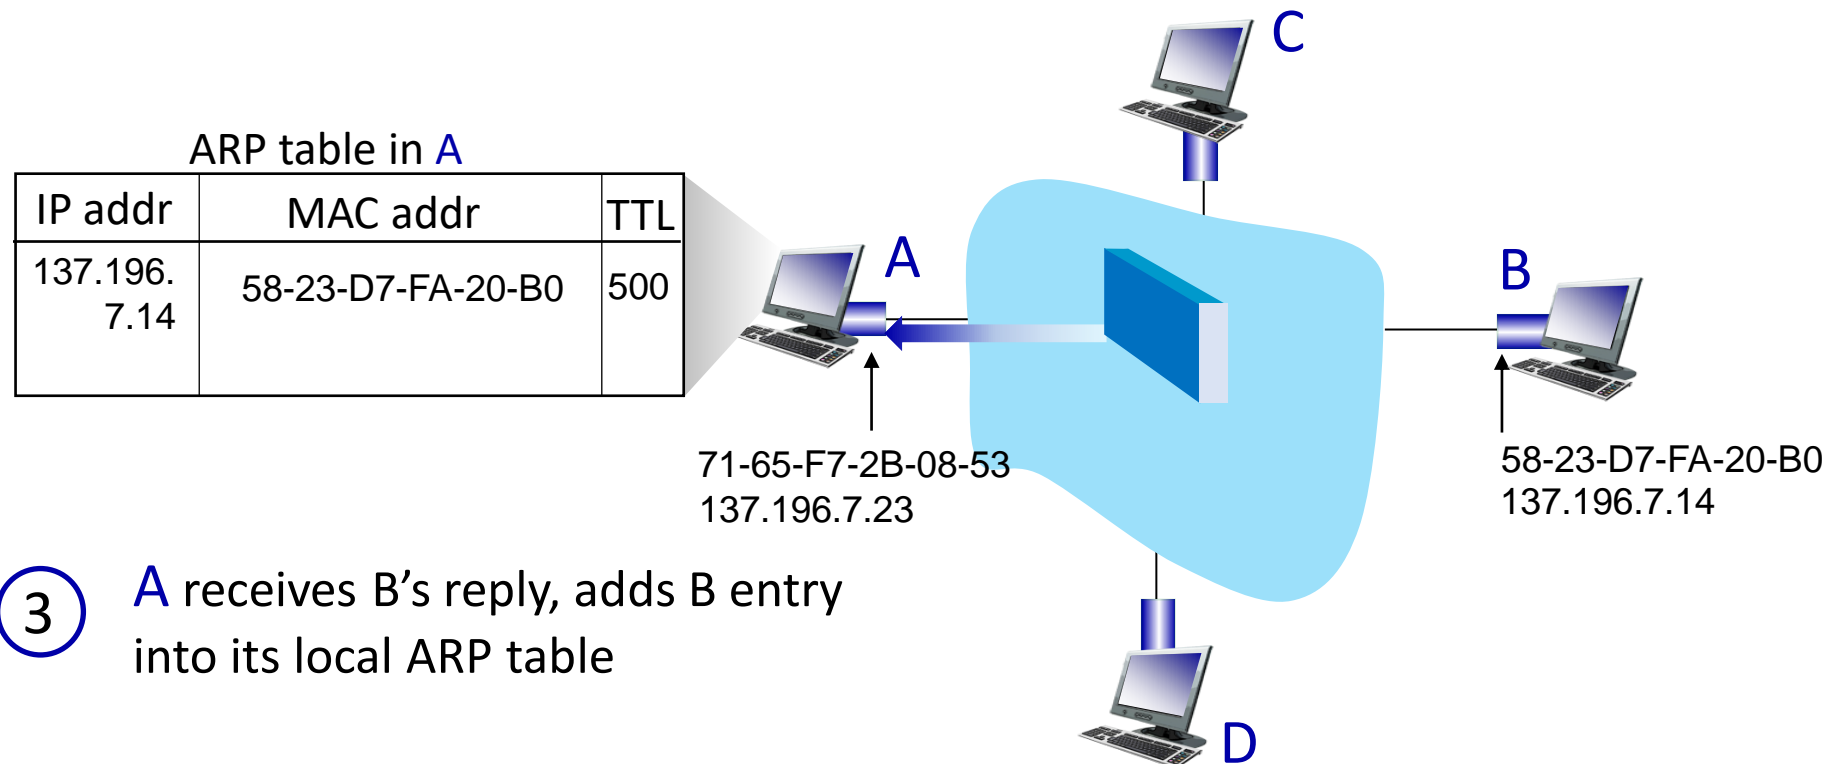 C
ARP table in A
IP addr MAC addr TTL
137.196.
7.14
58-23-D7-FA-20-B0
500
A
B
71-65-F7-2B-08-53
137.196.7.23
58-23-D7-FA-20-B0
137.196.7.14
3
A receives B’s reply, adds B entry
into its local ARP table
D